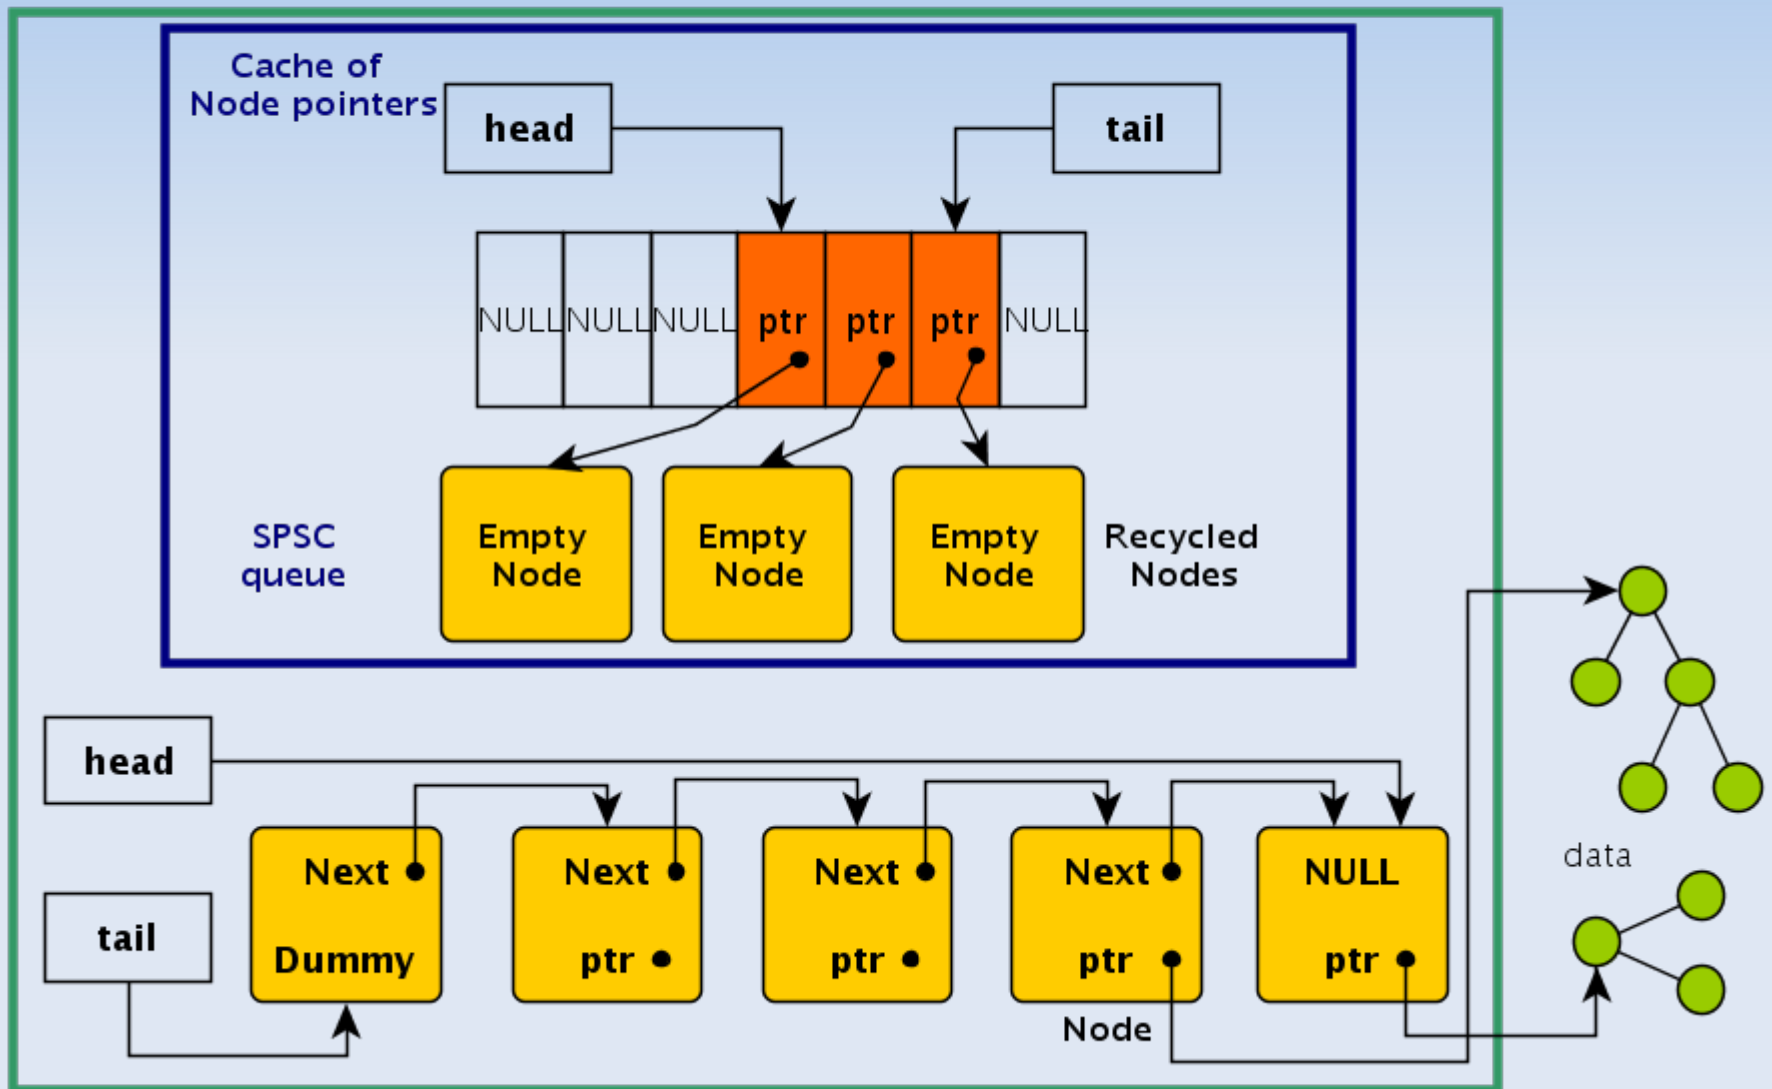 Cache of
Node pointers
head
tail
NULL NULL NULL ptr ptr ptr NULL
SPSC
queue
Empty
Node
Empty
Node
Empty
Node
Recycled
Nodes
head
tail
Next
Dummy
Next
ptr
Next
ptr
Next
ptr
NULL
ptr
Node
data